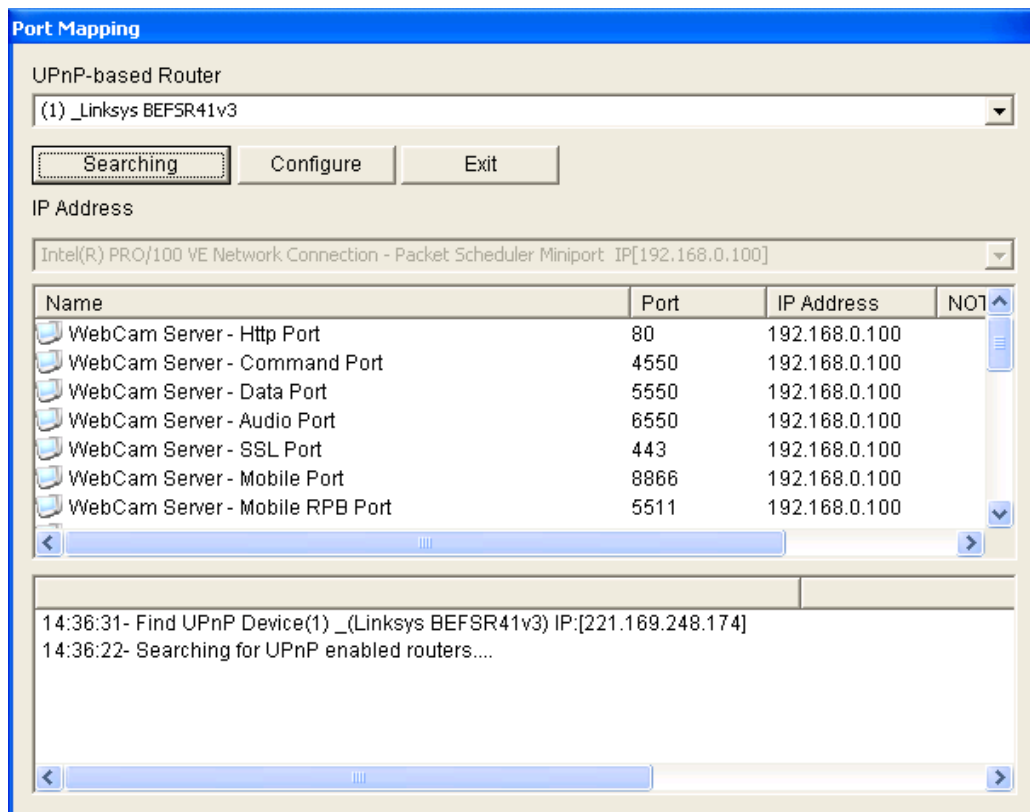 Port Mapping
UPnP-based Router
(1) _Linksys BEFSR41v3
Searching Configure Exit
IP Address
Intel(R) PRO/100 VE Network Connection - Packet Scheduler Miniport IP[192.168.0.100]
Name Port IP Address NOT
WebCam Server - Http Port 80 192.168.0.100
WebCam Server - Command Port 4550 192.168.0.100
WebCam Server - Data Port 5550 192.168.0.100
WebCam Server - Audio Port 6550 192.168.0.100
WebCam Server - SSL Port 443 192.168.0.100
WebCam Server - Mobile Port 8866 192.168.0.100
WebCam Server - Mobile RPB Port 5511 192.168.0.100
14:36:31- Find UPnP Device(1) _(Linksys BEFSR41v3) IP:[221.169.248.174]
14:36:22- Searching for UPnP enabled routers....